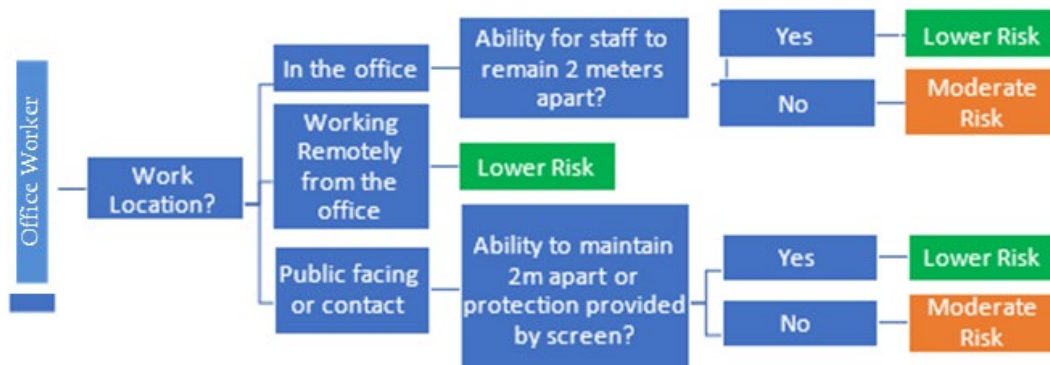 Office Worker
Work
Location?
In the office
Ability for staff to
remain 2 meters
apart?
Yes
Lower Risk
No
Moderate
Risk
Working
Remotely
from the
office
Lower Risk
Public facing
or contact
Ability to maintain
2m apart or
protection provided
by screen?
Yes
Lower Risk
No
Moderate
Risk